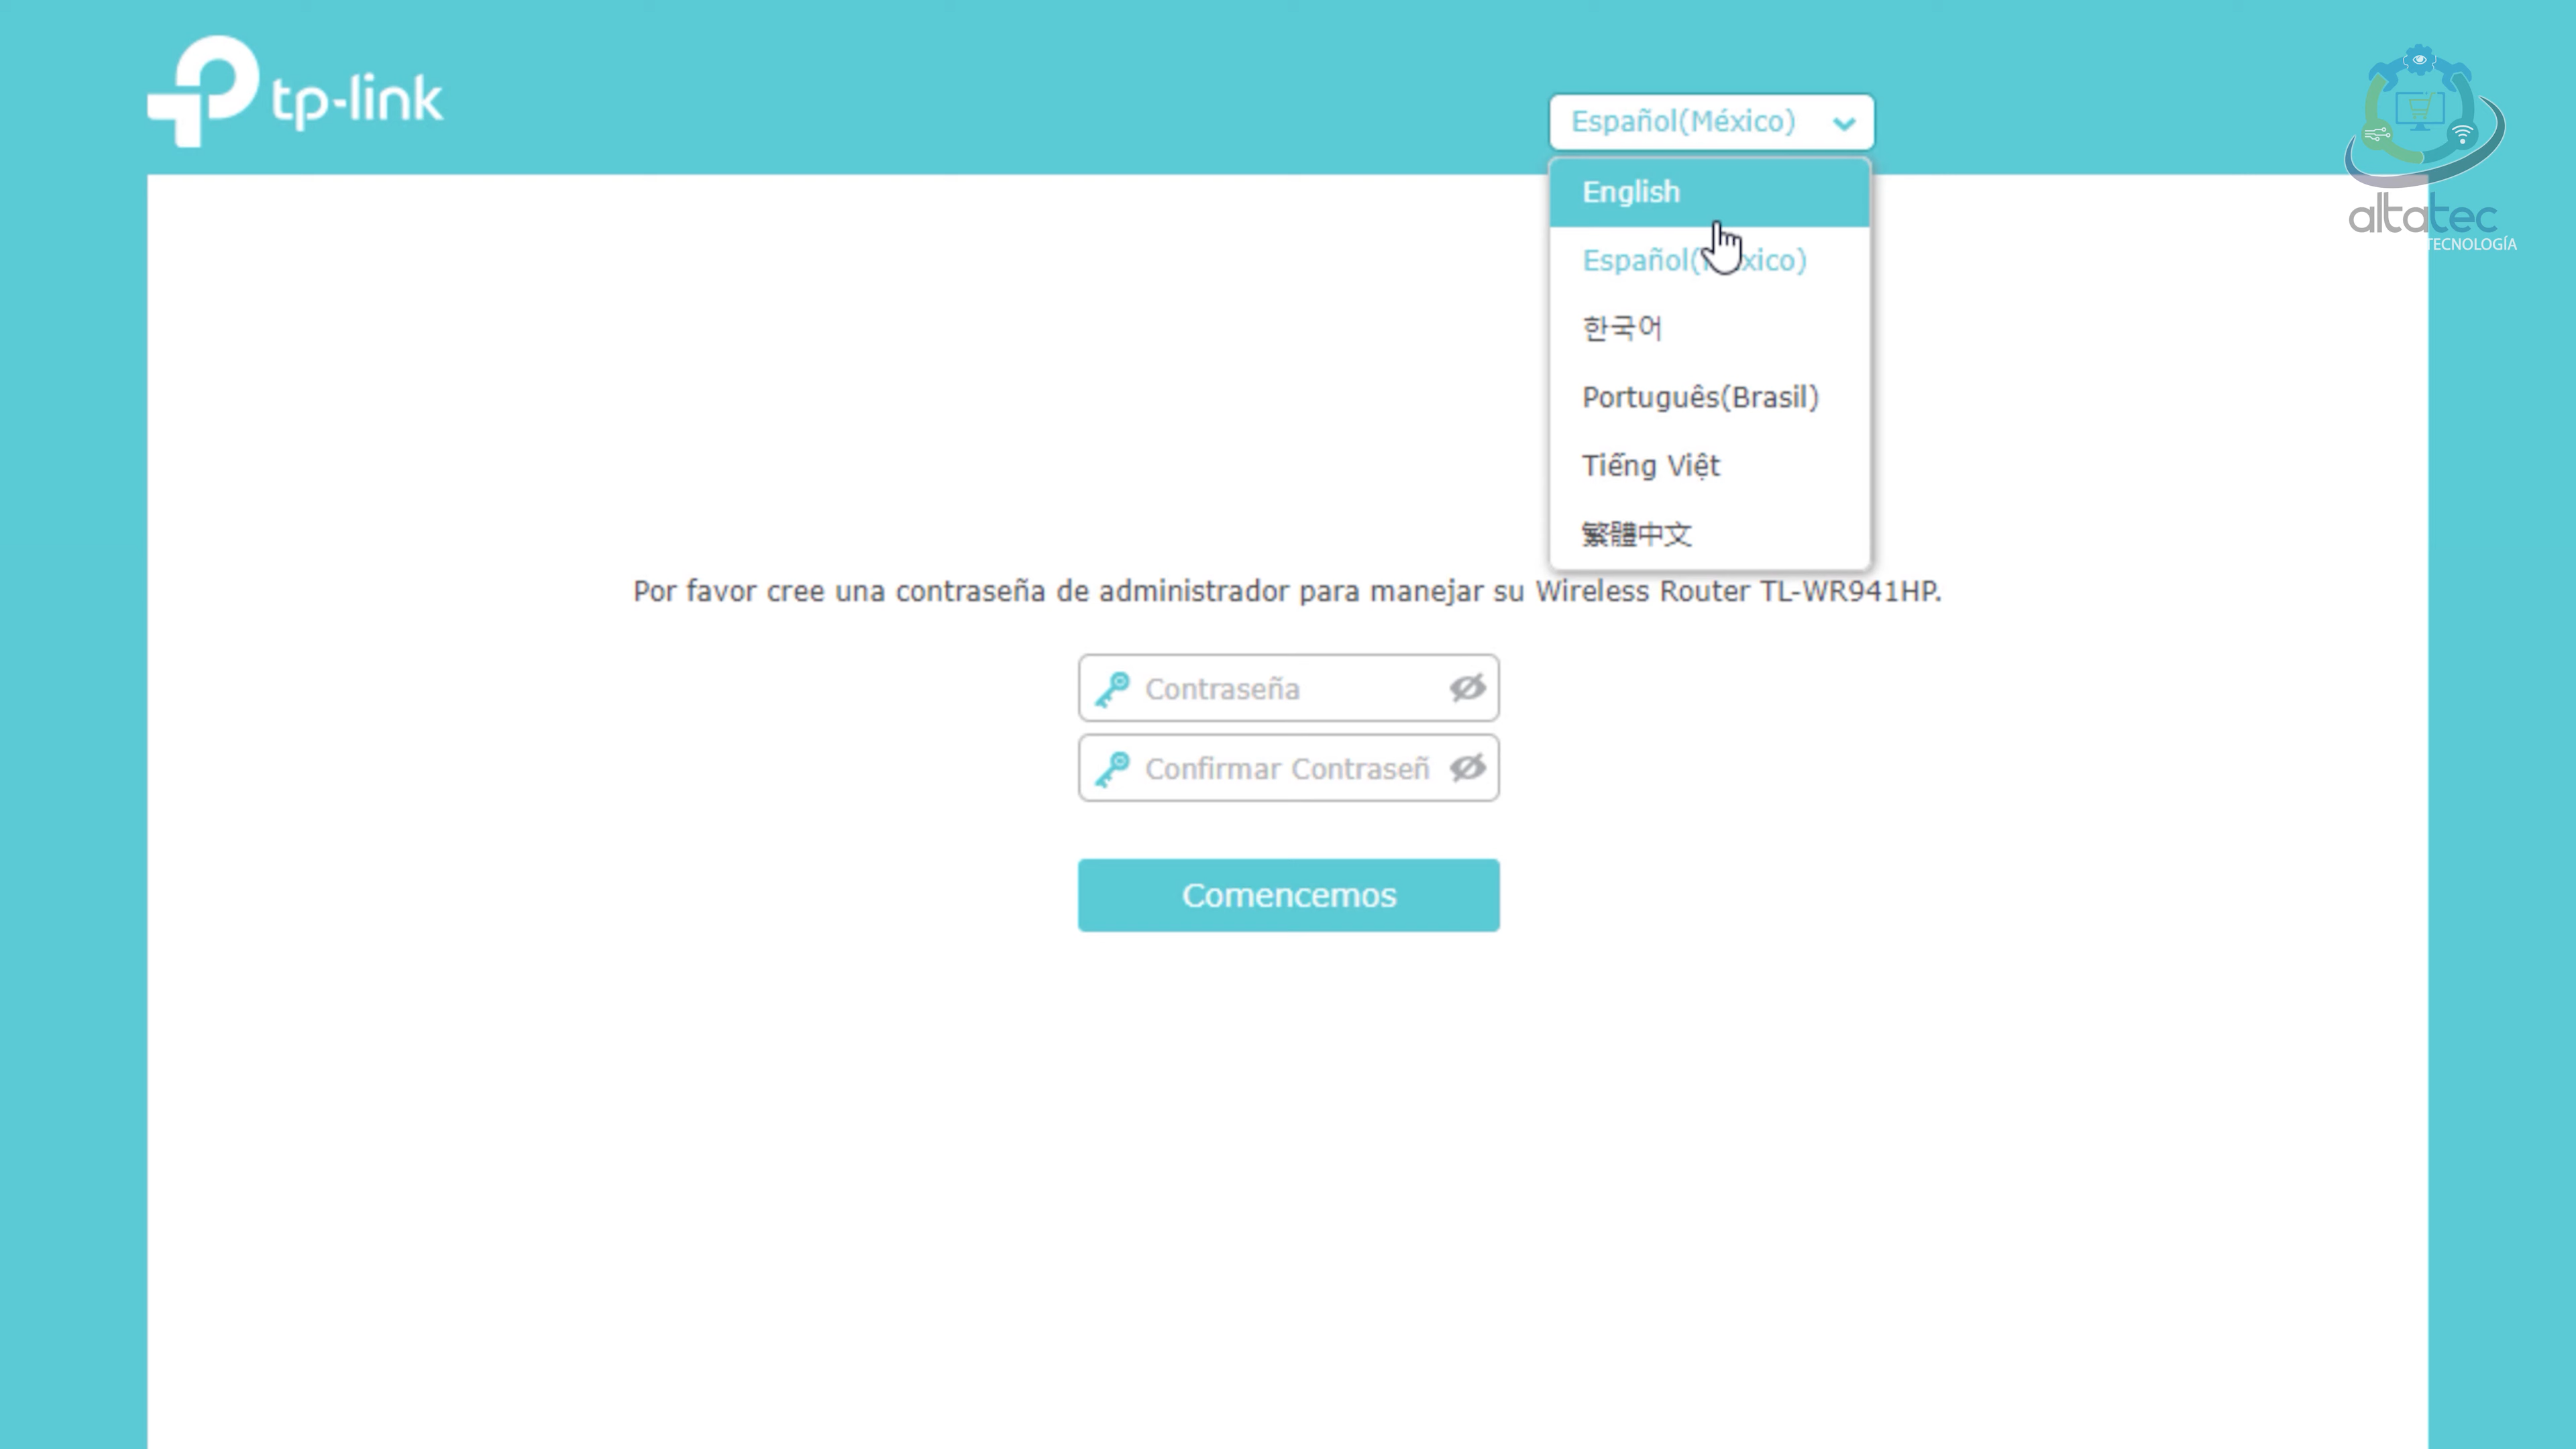 tp-link
Español(México)
altatec
TECNOLOGÍA
English
Español( xico)
한국어
Português(Brasil)
Tiếng Việt
繁體中文
Por favor cree una contraseña de administrador para manejar su Wireless Router TL-WR941HP.
Contraseña
Confirmar Contraseñ
Comencemos